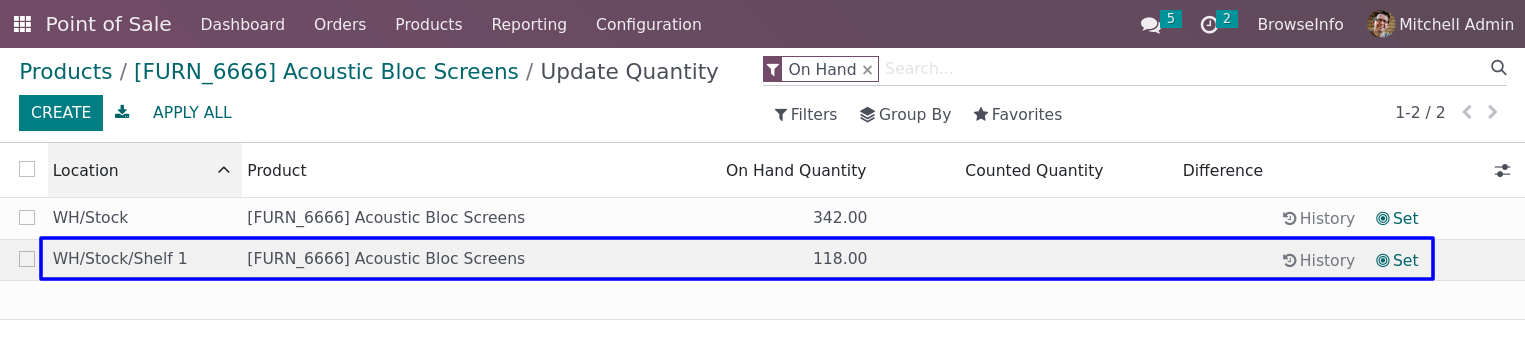 Point of Sale Dashboard Orders Products Reporting Configuration 5 2 BrowseInfo Mitchell Admin
Products / [FURN_6666] Acoustic Bloc Screens / Update Quantity On Hand × Search...
CREATE APPLY ALL Filters Group By Favorites 1-2 / 2
Location Product On Hand Quantity Counted Quantity Difference
WH/Stock [FURN_6666] Acoustic Bloc Screens 342.00 History Set
WH/Stock/Shelf 1 [FURN_6666] Acoustic Bloc Screens 118.00 History Set